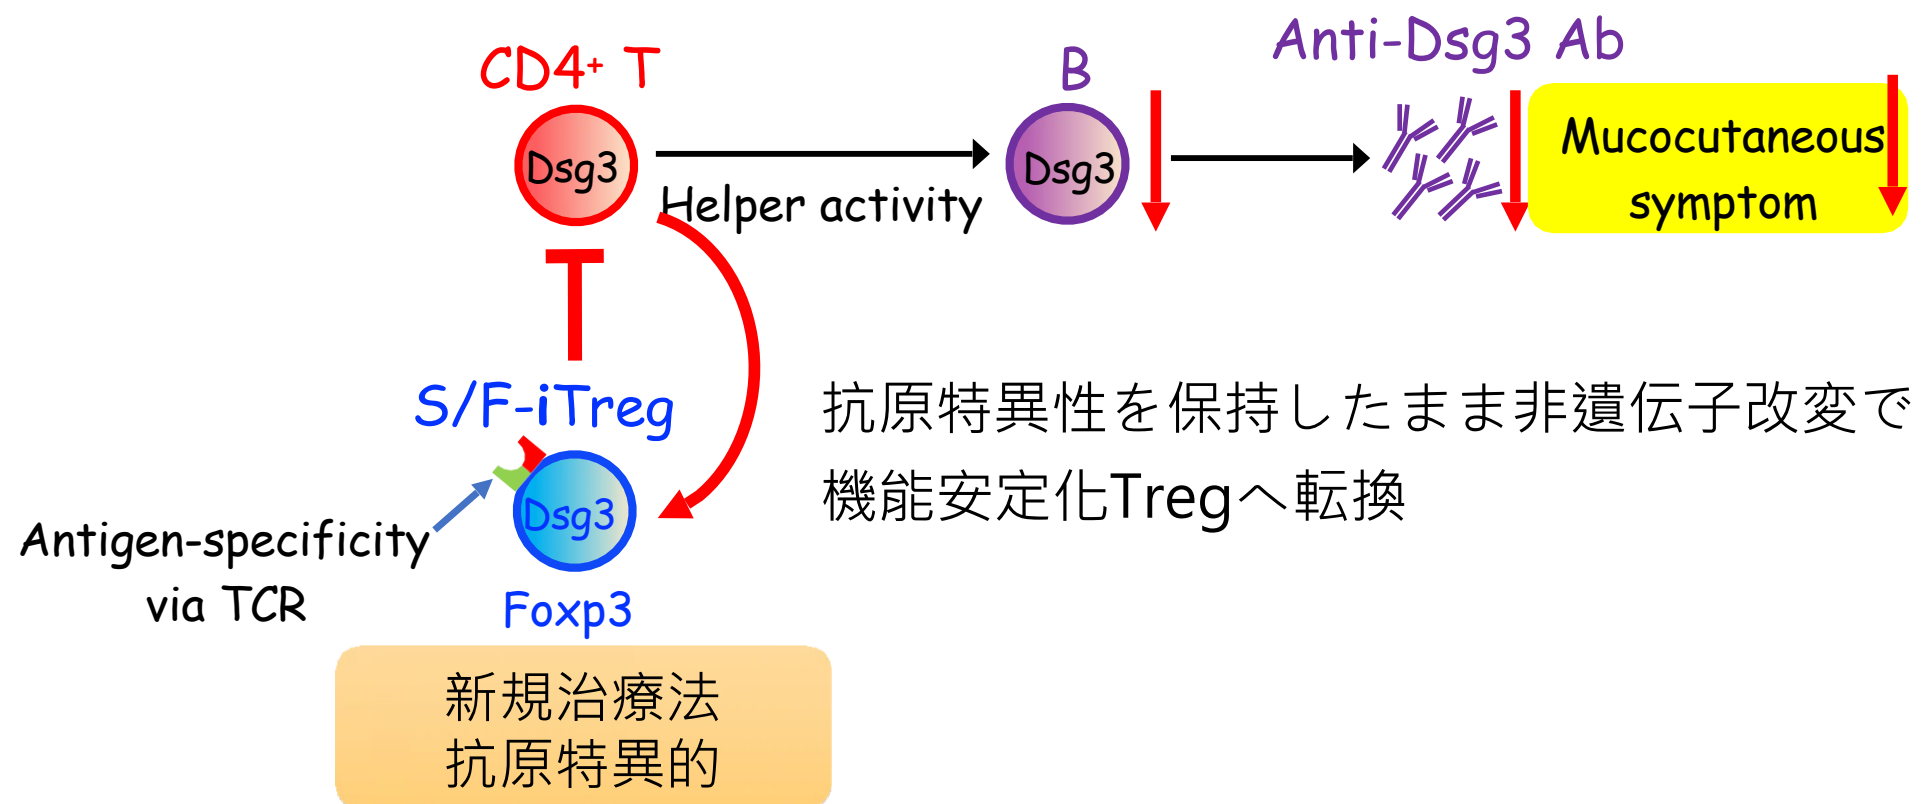 CD4+ T
B
Anti-Dsg3 Ab
Dsg3
Helper activity
Dsg3
Mucocutaneous
symptom
S/F-iTreg
Dsg3
Foxp3
Antigen-specificity
via TCR
抗原特異性を保持したまま非遺伝子改変で
機能安定化Tregへ転換
新規治療法
抗原特異的